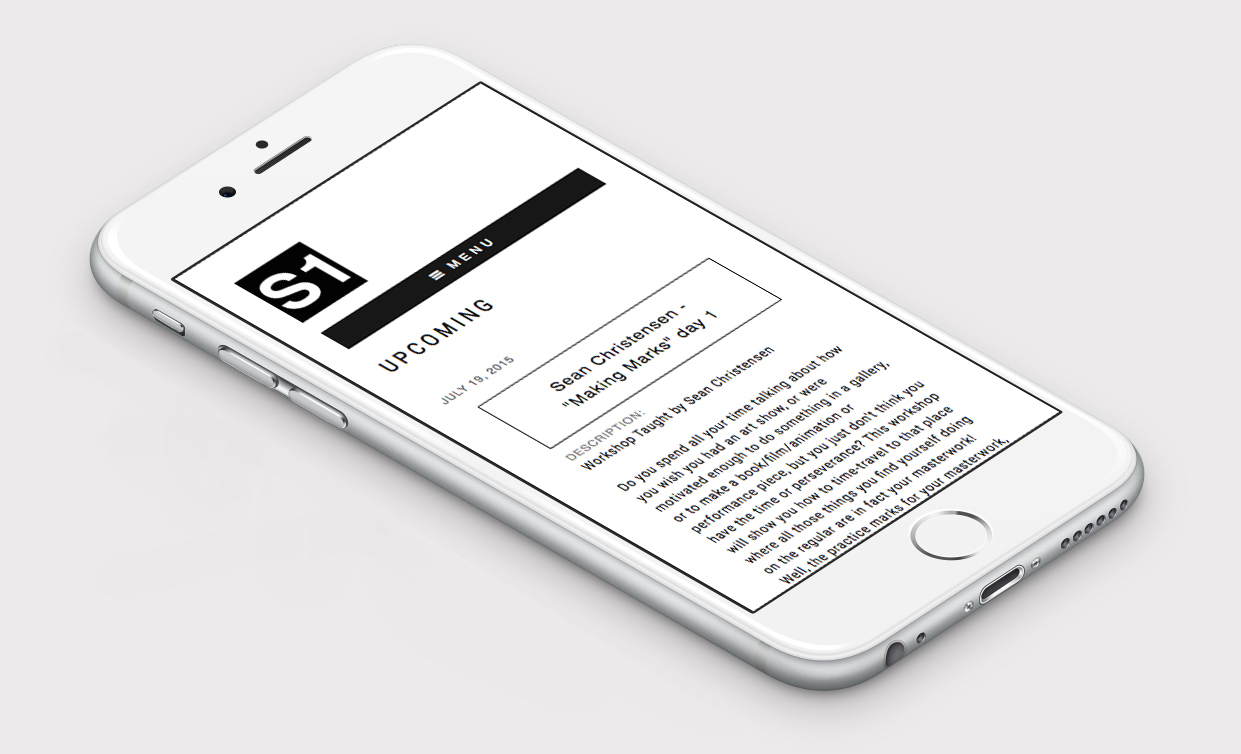 S1
MENU
UPCOMING
JULY 19, 2015
Sean Christensen -
"Making Marks" day 1
DESCRIPTION:
Workshop Taught by Sean Christensen
Do you spend all your time talking about how
you wish you had an art show, or were
motivated enough to do something in a gallery,
or to make a book/film/animation or
performance piece, but you just don't think you
have the time or perseverance? This workshop
will show you how to time-travel to that place
where all those things you find yourself doing
on the regular are in fact your masterwork!
Well, the practice marks for your masterwork,